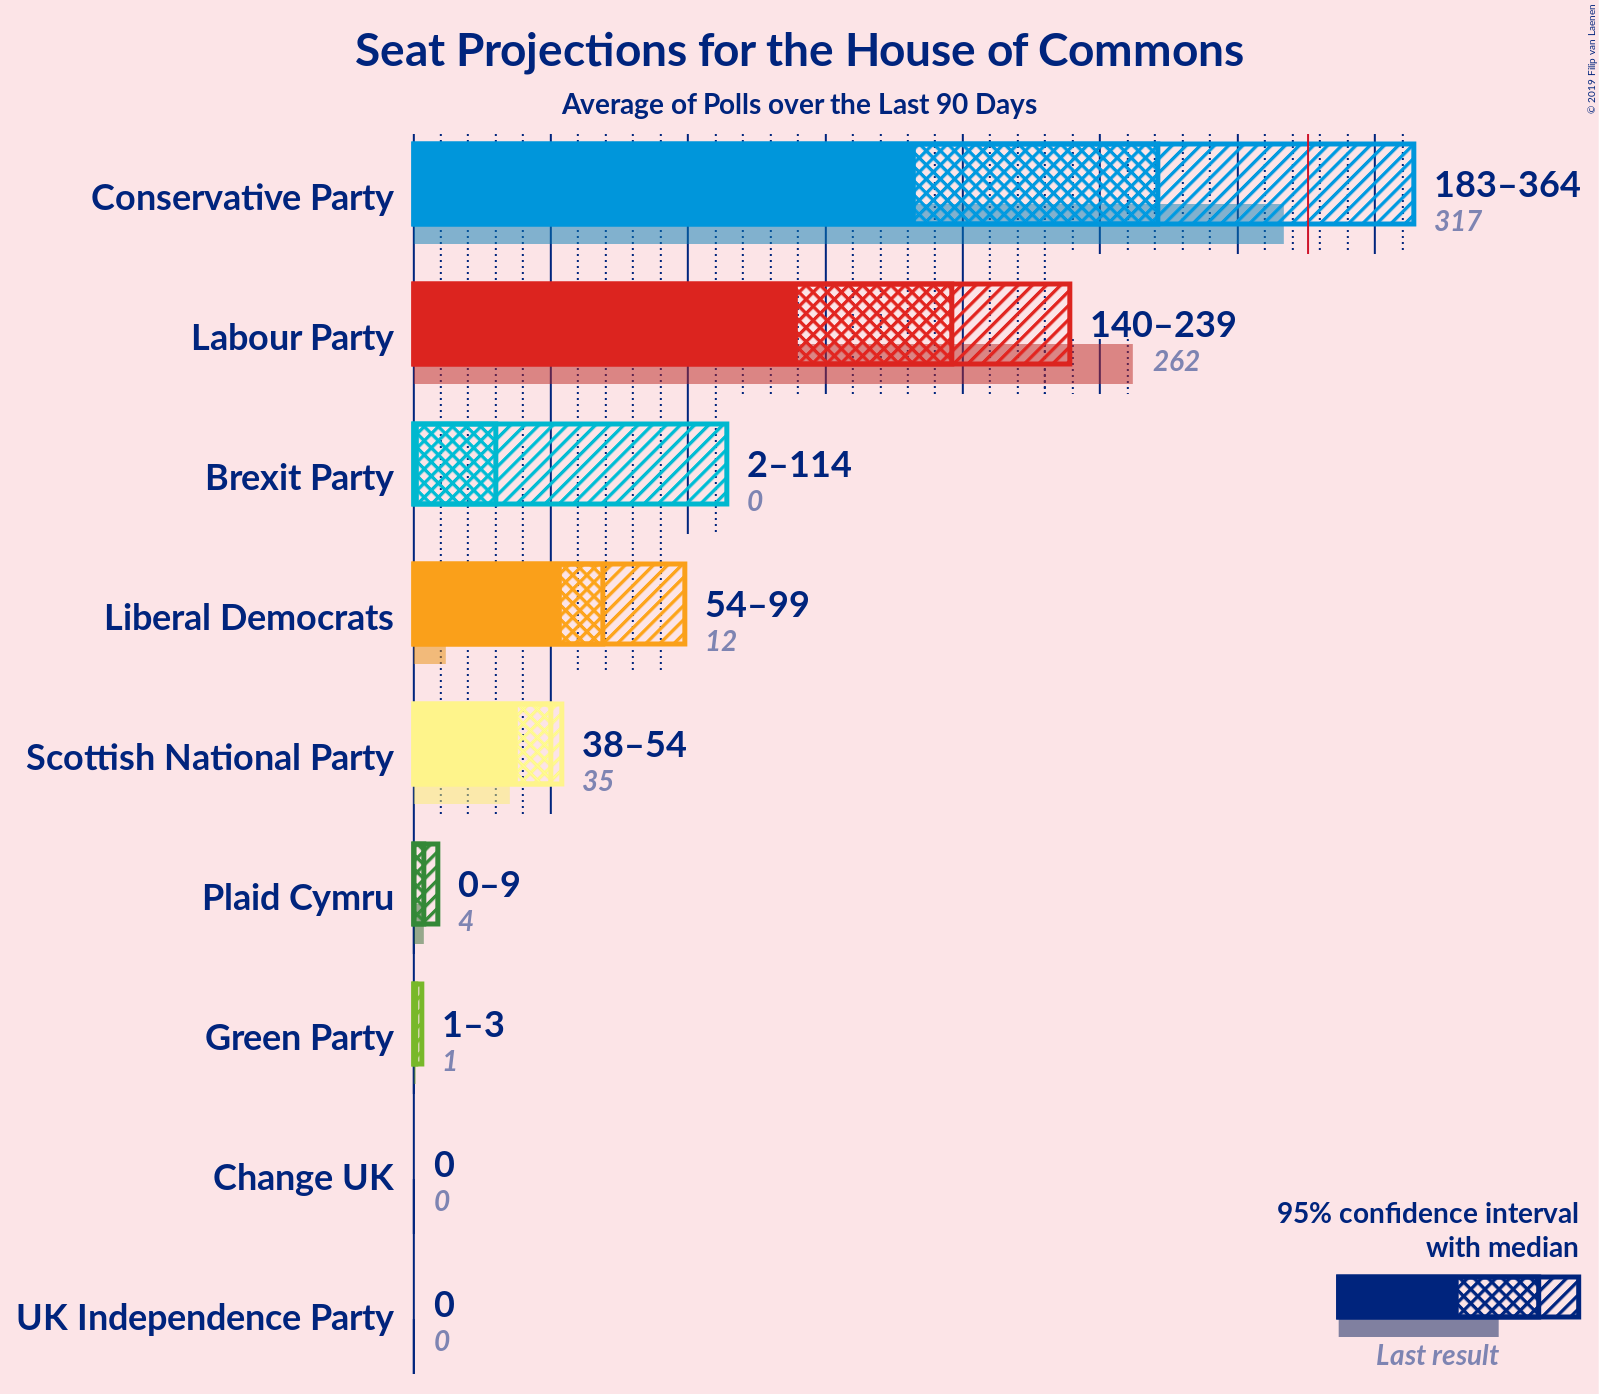 Seat Projections for the House of Commons
Average of Polls over the Last 90 Days
© 2019 Filip van Laenen
Conservative Party
183–364
317
Labour Party
140–239
262
Brexit Party
2–114
0
Liberal Democrats
54–99
12
Scottish National Party
38–54
35
Plaid Cymru
0–9
4
Green Party
1–3
1
Change UK
0
0
UK Independence Party
0
0
95% confidence interval
with median
Last result